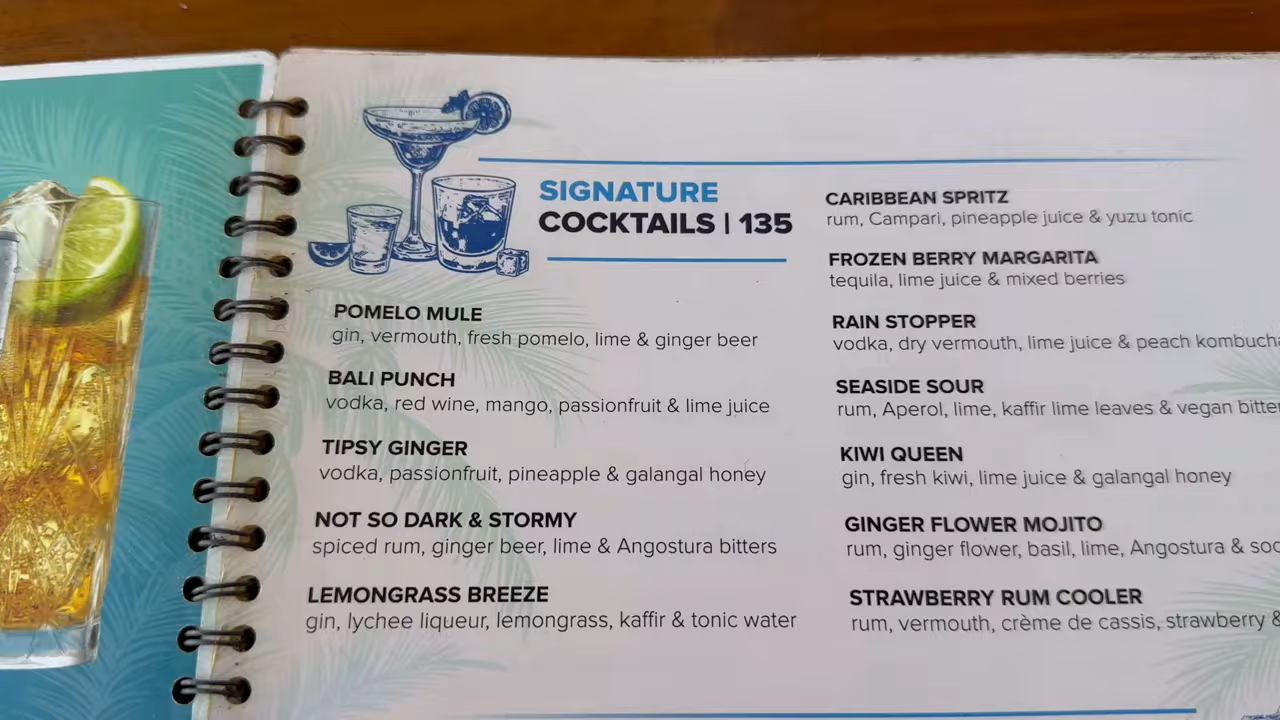 SIGNATURE
COCKTAILS | 135
POMELO MULE
gin, vermouth, fresh pomelo, lime & ginger beer
BALI PUNCH
vodka, red wine, mango, passionfruit & lime juice
TIPSY GINGER
vodka, passionfruit, pineapple & galangal honey
NOT SO DARK & STORMY
spiced rum, ginger beer, lime & Angostura bitters
LEMONGRASS BREEZE
gin, lychee liqueur, lemongrass, kaffir & tonic water
CARIBBEAN SPRITZ
rum, Campari, pineapple juice & yuzu tonic
FROZEN BERRY MARGARITA
tequila, lime juice & mixed berries
RAIN STOPPER
vodka, dry vermouth, lime juice & peach
SEASIDE SOUR
rum, Aperol, lime, kaffir lime leaves & vegan
KIWI QUEEN
gin, fresh kiwi, lime juice & galangal honey
GINGER FLOWER MOJITO
rum, ginger flower, basil, lime, Angostura &
STRAWBERRY RUM COOLER
rum, vermouth, crème de cassis, strawberry &